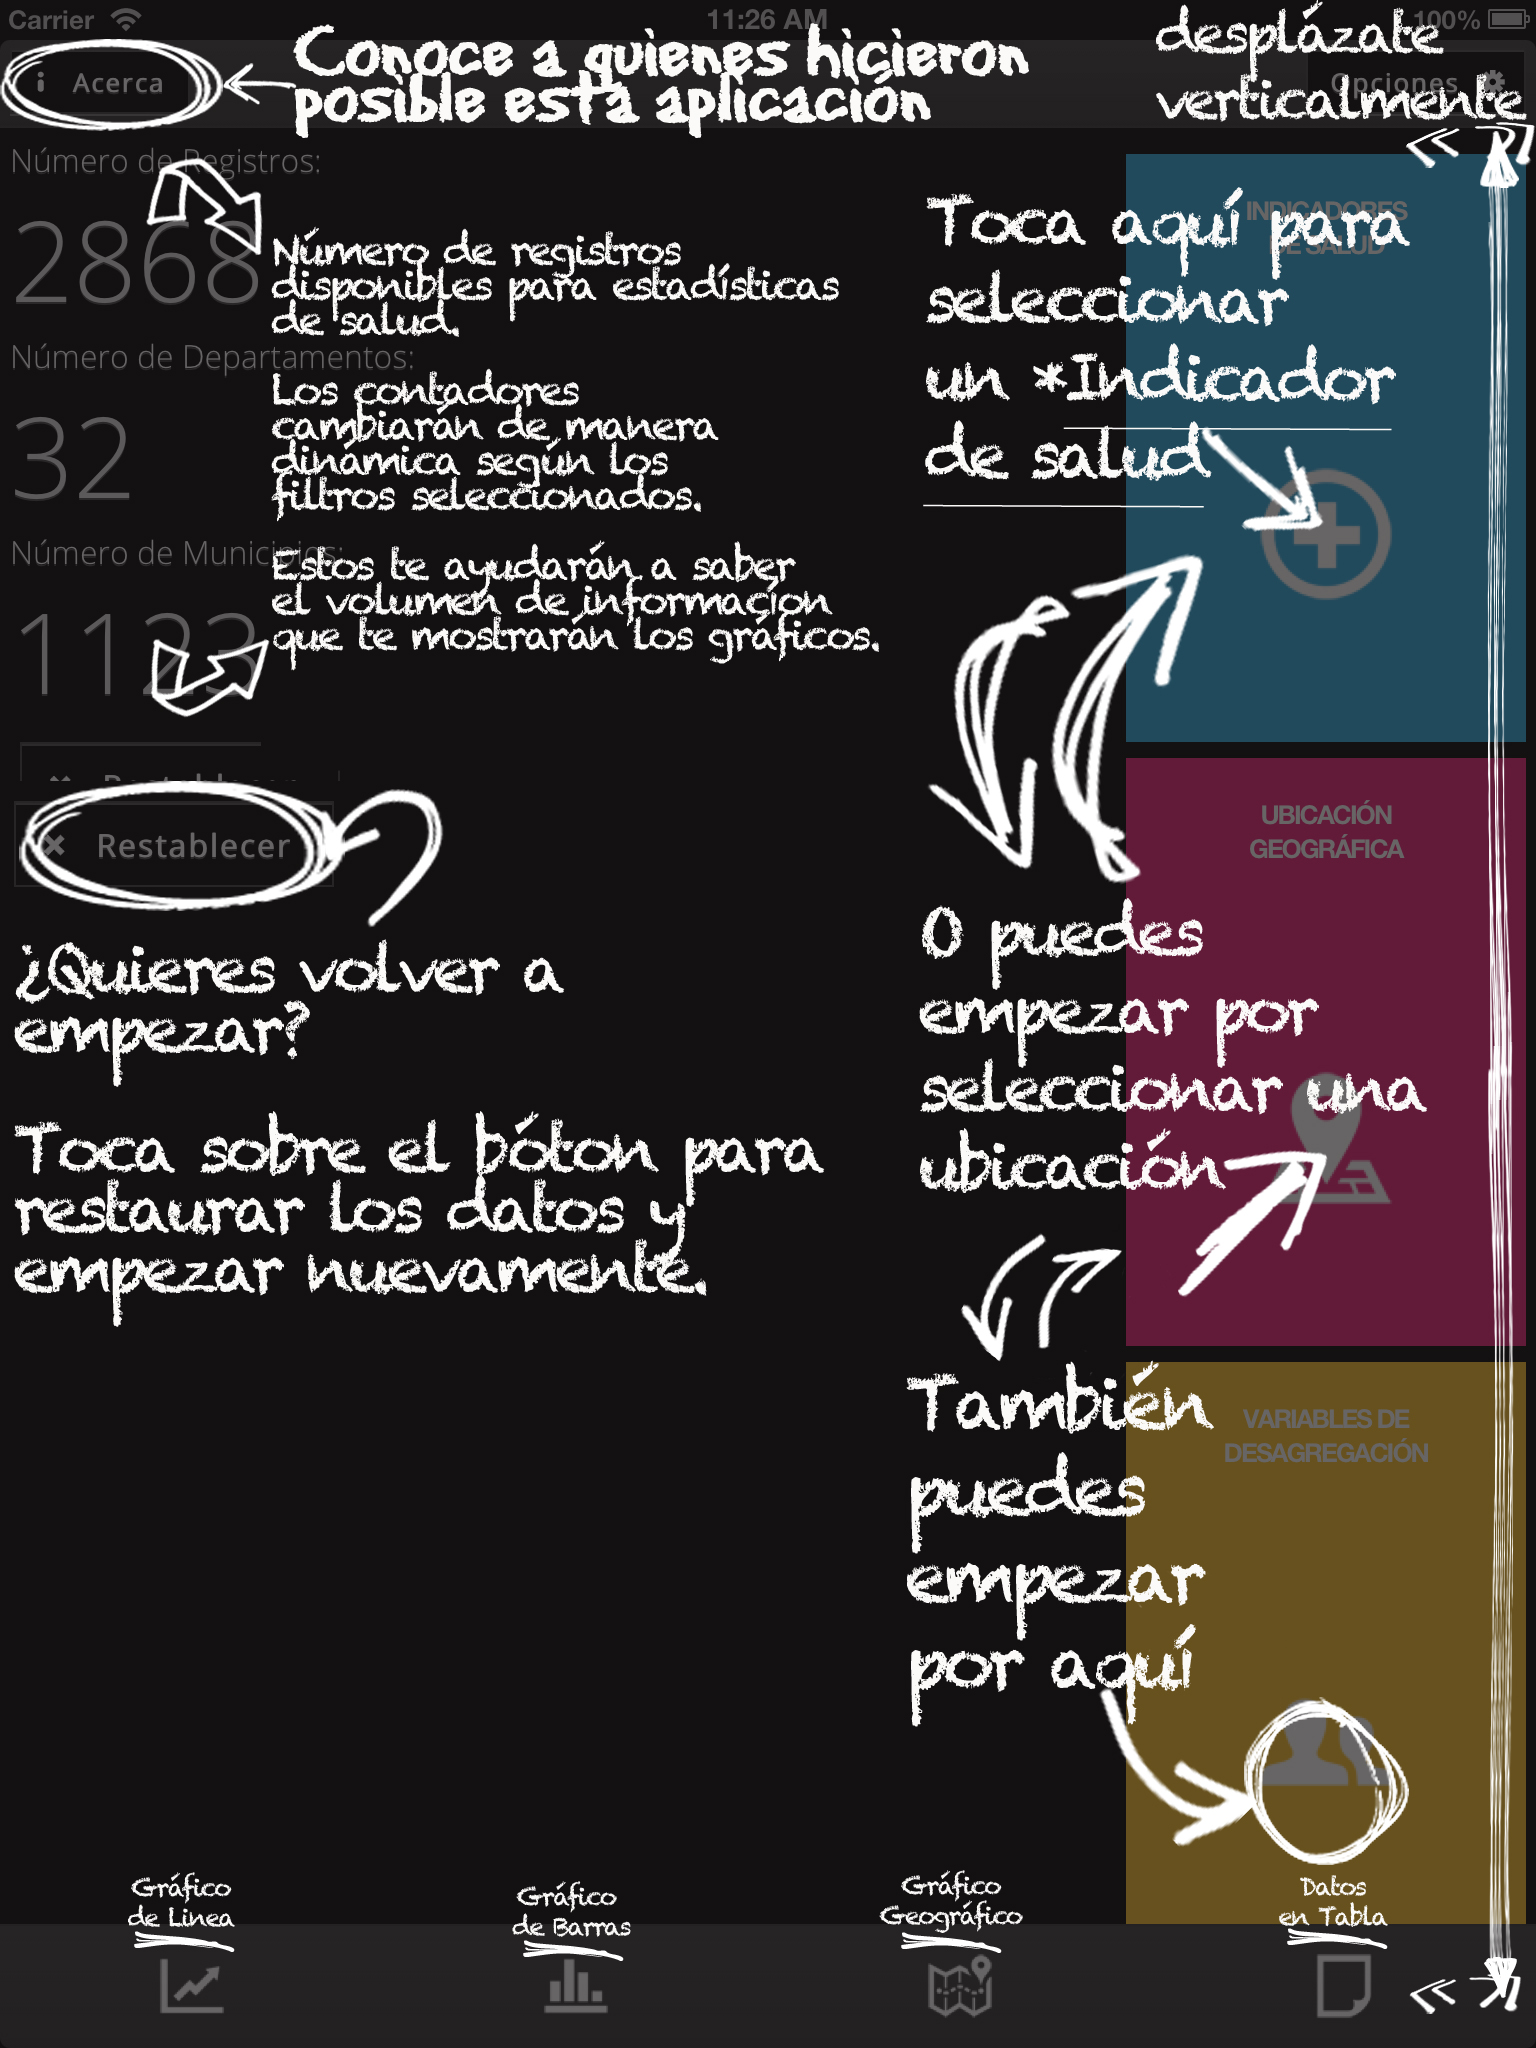 Carrier
11:26 AM
100%
i Acerca
Conoce a quienes hicieron
posible esta aplicación
desplázate
verticalmente
Opciones
Número de Registros:
2868
Número de registros
disponibles para estadísticas
de salud.
Número de Departamentos:
32
Los contadores
cambiarán de manera
dinámica según los
filtros seleccionados.
Número de Municipios:
1123
Estos te ayudarán a saber
el volumen de información
que te mostrarán los gráficos.
Restablecer
Restablecer
¿Quieres volver a
empezar?
Toca sobre el bóton para
restaurar los datos y
empezar nuevamente.
INDICADORES
DE SALUD
Toca aquí para
seleccionar
un *Indicador
de salud
UBICACIÓN
GEOGRÁFICA
O puedes
empezar por
seleccionar una
ubicación
VARIABLES DE
DESAGREGACIÓN
También
puedes
empezar
por aquí
Gráfico
de Linea
Gráfico
de Barras
Gráfico
Geográfico
Datos
en Tabla